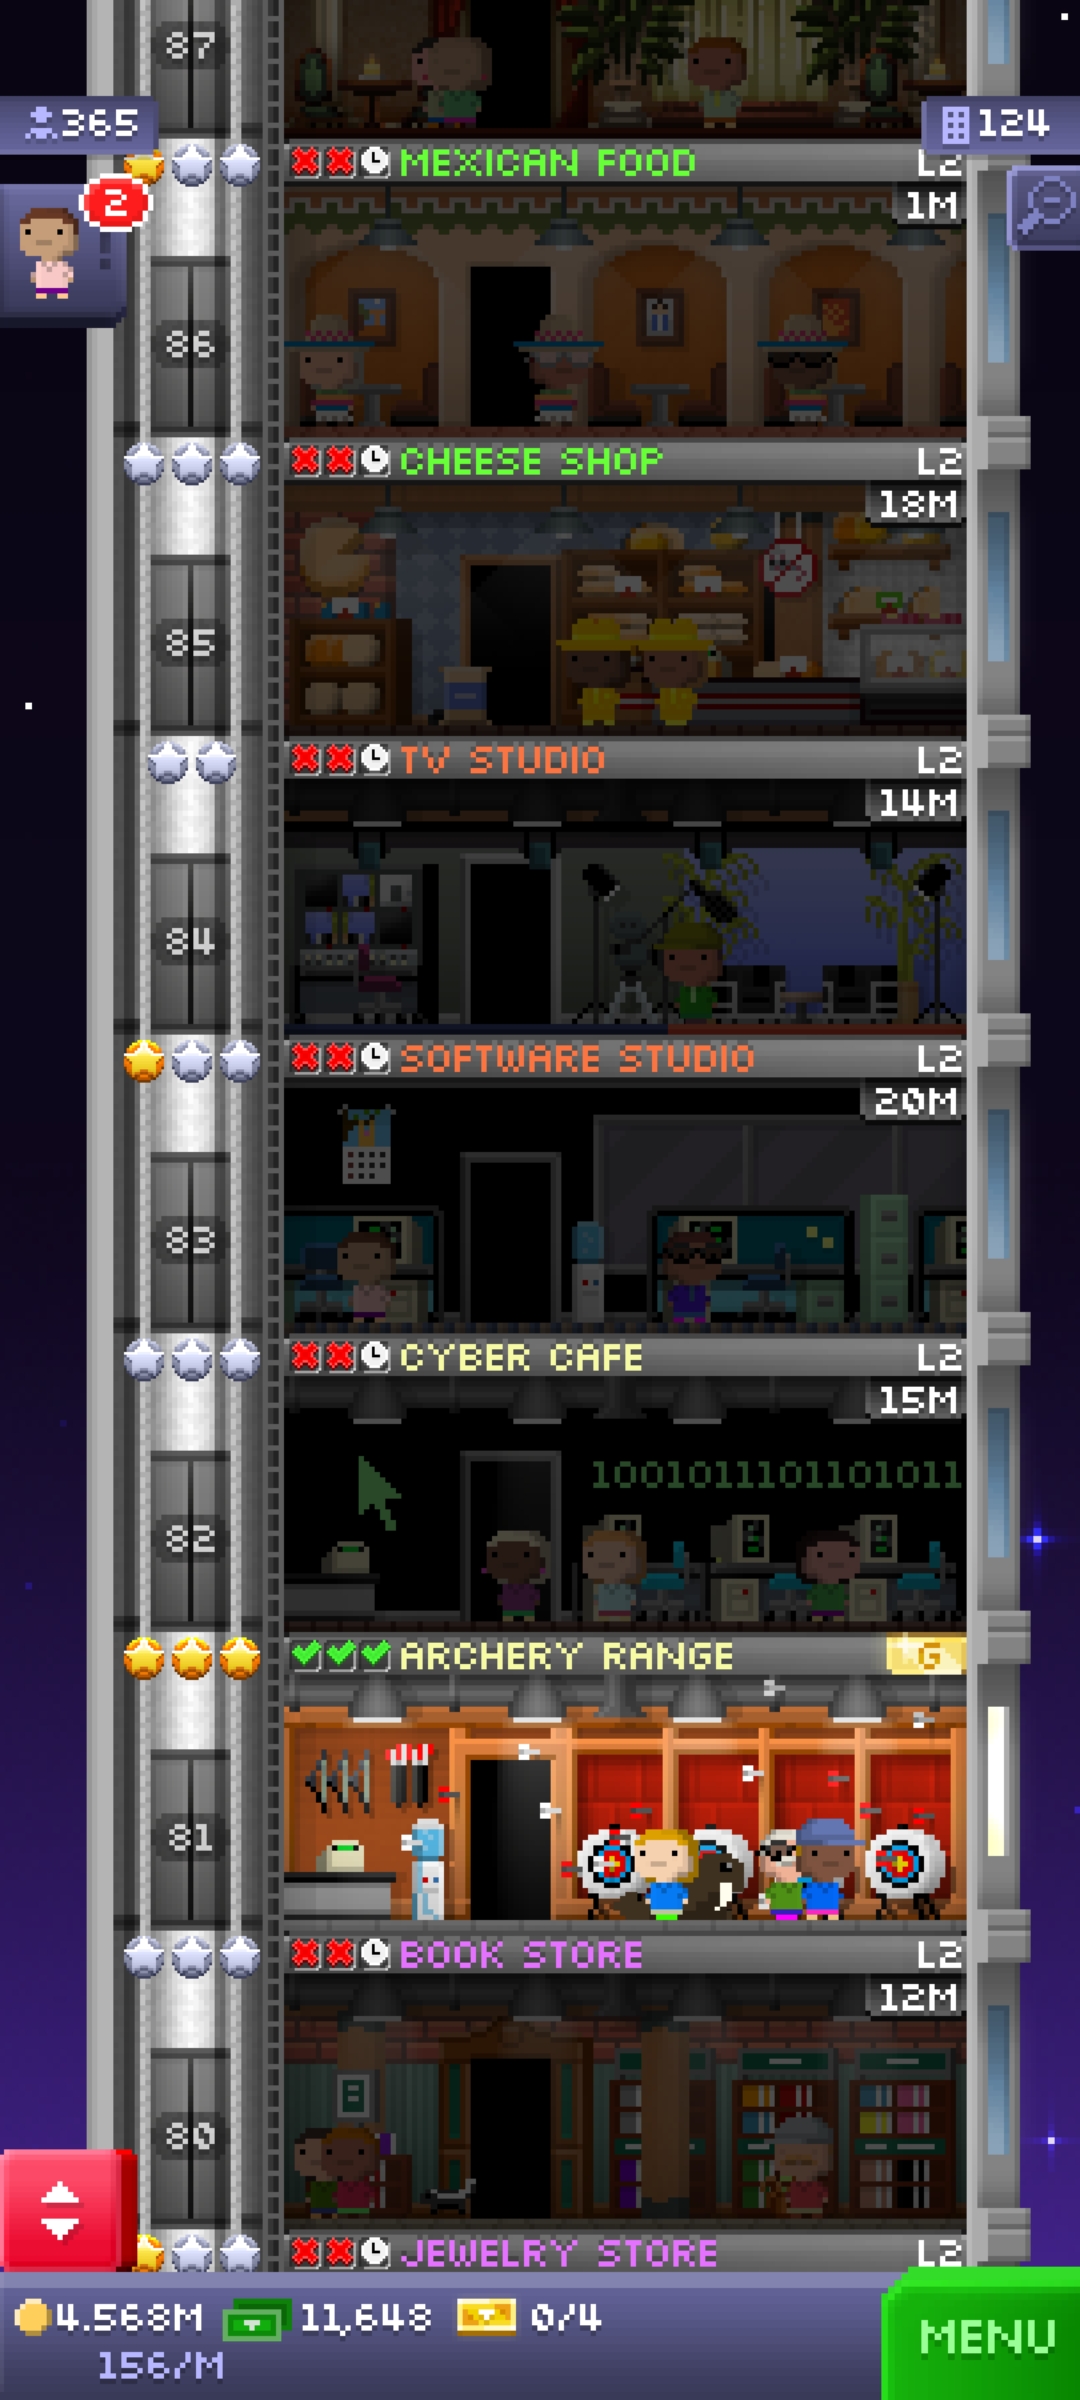 87
365
124
MEXICAN FOOD L2
2
1M
86
CHEESE SHOP L2
18M
85
TV STUDIO L2
14M
84
SOFTWARE STUDIO L2
20M
83
CYBER CAFE L2
15M
1001011101101011
82
ARCHERY RANGE G
81
BOOK STORE L2
12M
80
JEWELRY STORE L2
4.568M 11,648 0/4
156/M
MENU